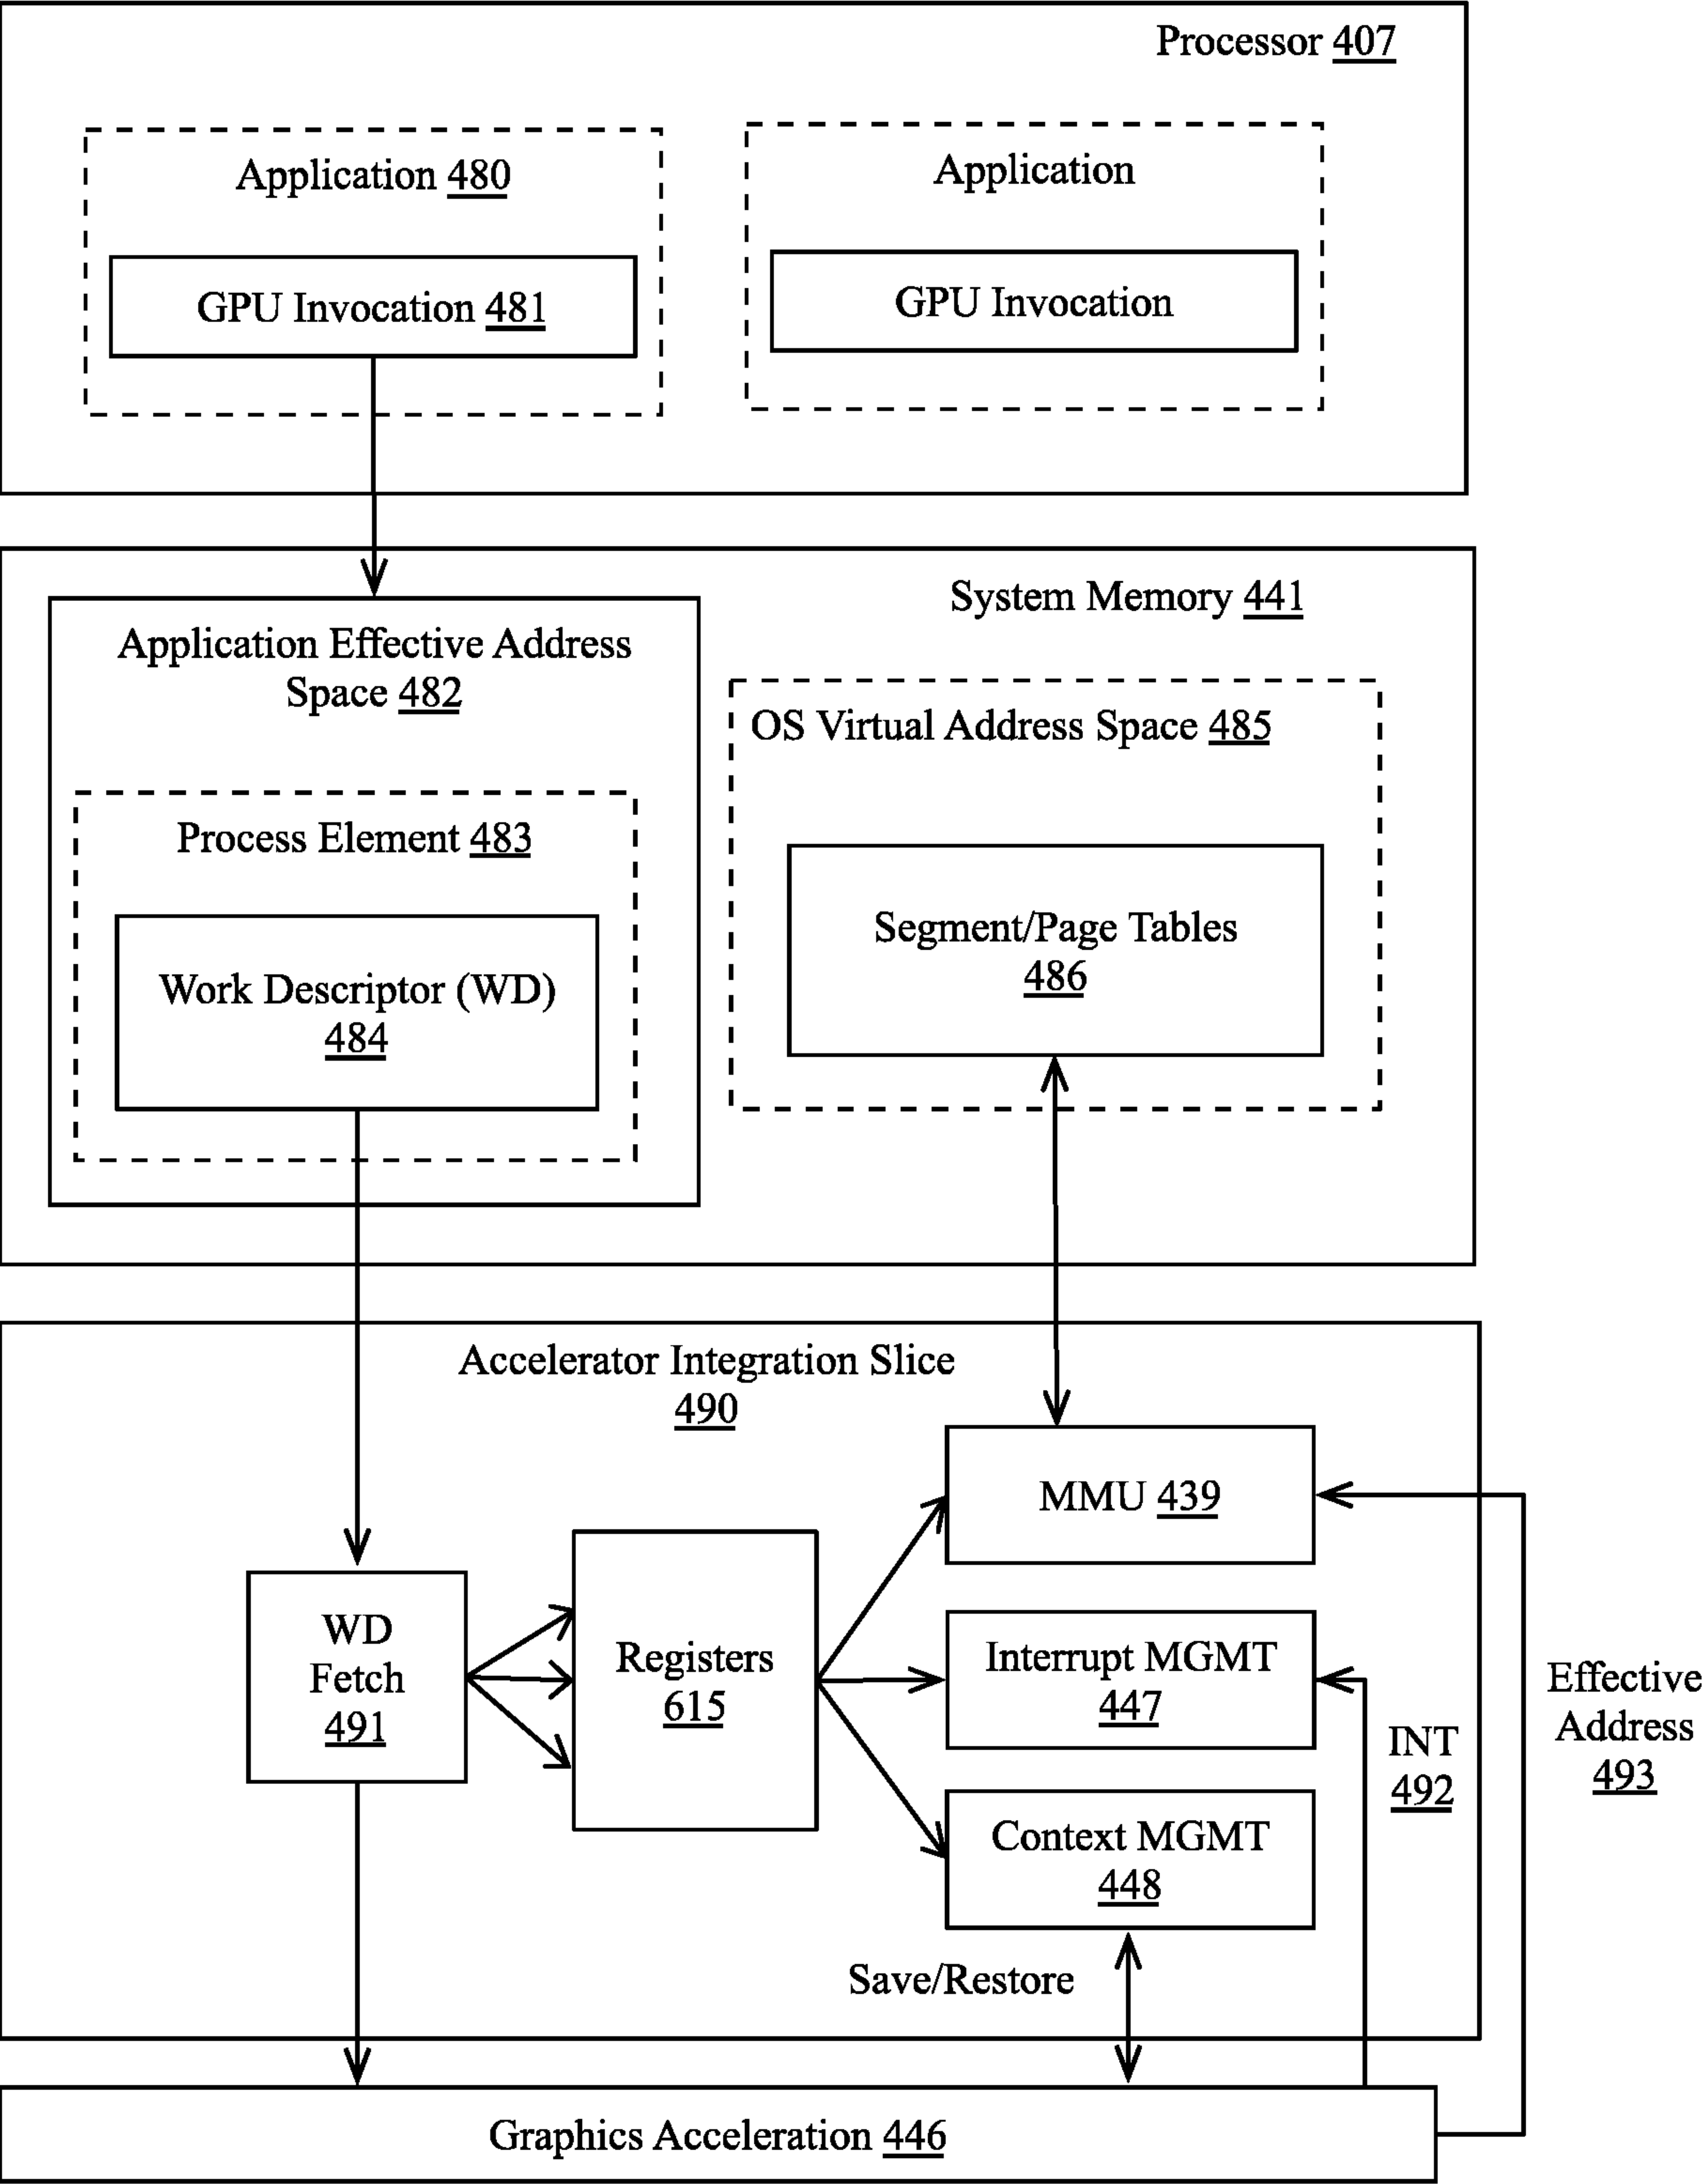 Processor 407
Application 480
GPU Invocation 481
Application
GPU Invocation
System Memory 441
Application Effective Address
Space 482
Process Element 483
Work Descriptor (WD)
484
OS Virtual Address Space 485
Segment/Page Tables
486
Accelerator Integration Slice
490
WD
Fetch
491
Registers
615
MMU 439
Interrupt MGMT
447
Context MGMT
448
Save/Restore
INT
492
Effective
Address
493
Graphics Acceleration 446